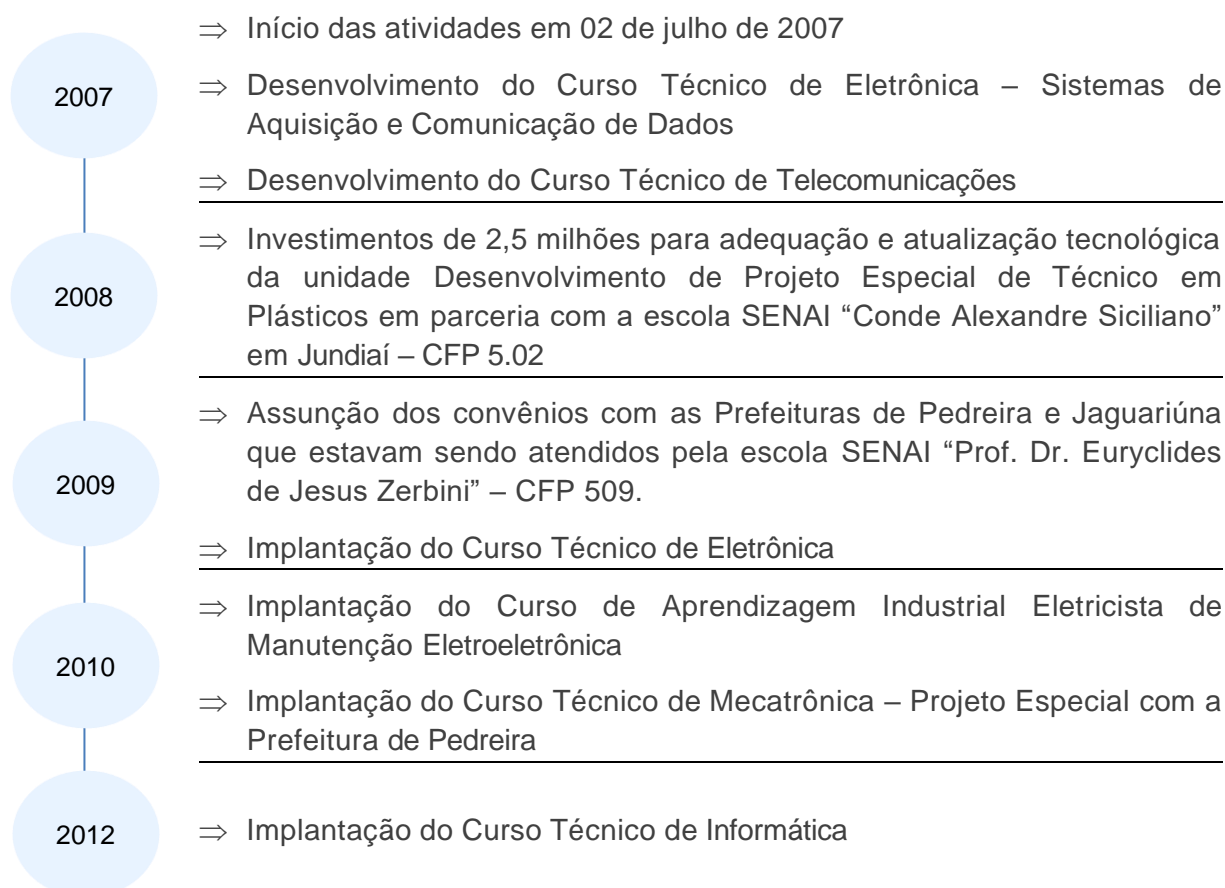 2007
⇒ Início das atividades em 02 de julho de 2007
⇒ Desenvolvimento do Curso Técnico de Eletrônica – Sistemas de
Aquisição e Comunicação de Dados
⇒ Desenvolvimento do Curso Técnico de Telecomunicações
2008
⇒ Investimentos de 2,5 milhões para adequação e atualização tecnológica
da unidade Desenvolvimento de Projeto Especial de Técnico em
Plásticos em parceria com a escola SENAI “Conde Alexandre Siciliano”
em Jundiaí – CFP 5.02
2009
⇒ Assunção dos convênios com as Prefeituras de Pedreira e Jaguariúna
que estavam sendo atendidos pela escola SENAI “Prof. Dr. Euryclides
de Jesus Zerbini” – CFP 509.
⇒ Implantação do Curso Técnico de Eletrônica
2010
⇒ Implantação do Curso de Aprendizagem Industrial Eletricista de
Manutenção Eletroeletrônica
⇒ Implantação do Curso Técnico de Mecatrônica – Projeto Especial com a
Prefeitura de Pedreira
2012
⇒ Implantação do Curso Técnico de Informática